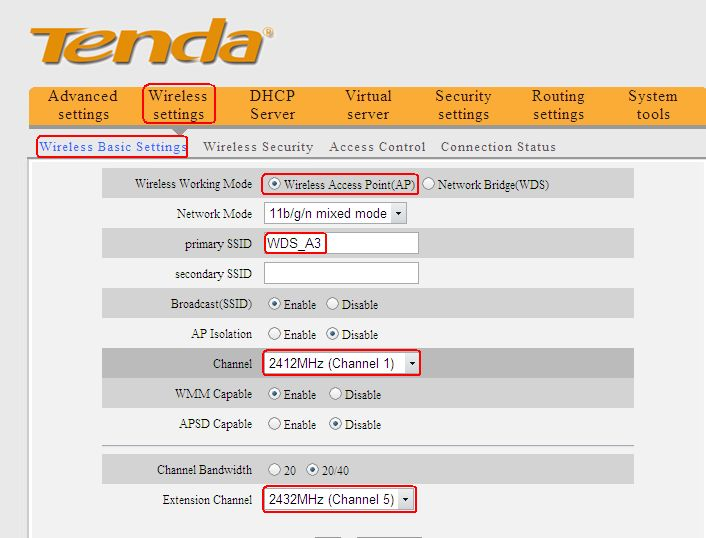 Tenda®
Advanced settings
Wireless settings
DHCP Server
Virtual server
Security settings
Routing settings
System tools
Wireless Basic Settings Wireless Security Access Control Connection Status
Wireless Working Mode Wireless Access Point(AP) Network Bridge(WDS)
Network Mode 11b/g/n mixed mode
primary SSID WDS_A3
secondary SSID
Broadcast(SSID) Enable Disable
AP Isolation Enable Disable
Channel 2412MHz (Channel 1)
WMM Capable Enable Disable
APSD Capable Enable Disable
Channel Bandwidth 20 20/40
Extension Channel 2432MHz (Channel 5)